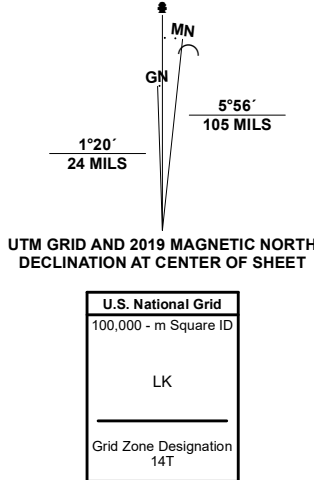 MN
GN
5°56´
105 MILS
1°20´
24 MILS
UTM GRID AND 2019 MAGNETIC NORTH
DECLINATION AT CENTER OF SHEET
U.S. National Grid
100,000 - m Square ID
LK
Grid Zone Designation
14T